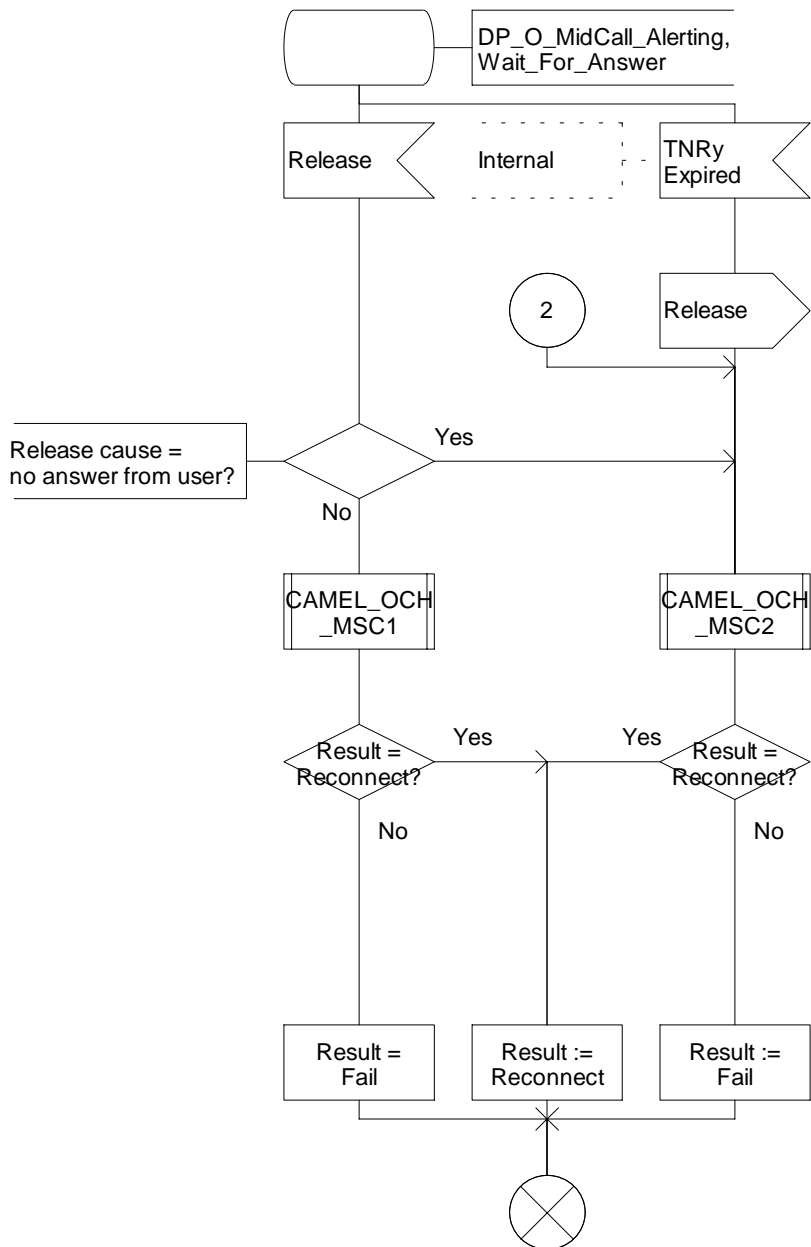 DP_O_MidCall_Alerting,
Wait_For_Answer
Release
Internal
TNRy
Expired
2
Release
Release cause =
no answer from user?
Yes
No
CAMEL_OCH
_MSC1
CAMEL_OCH
_MSC2
Result =
Reconnect?
Yes
Yes
Result =
Reconnect?
No
No
Result =
Fail
Result :=
Reconnect
Result :=
Fail